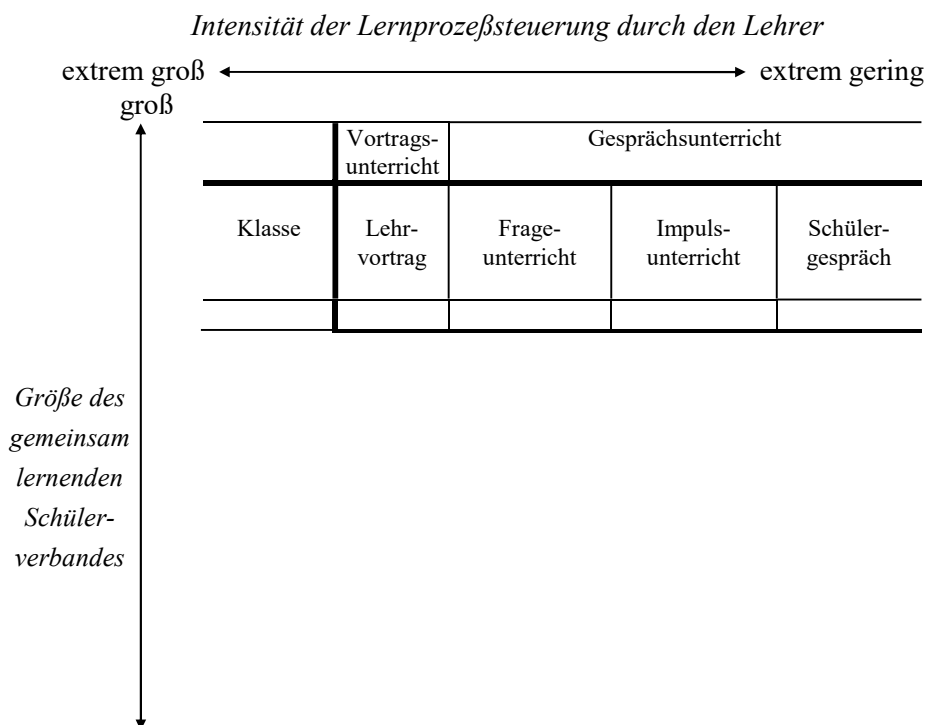 Intensität der Lernprozeßsteuerung durch den Lehrer
extrem groß extrem gering
groß
Vortrags-
unterricht
Gesprächsunterricht
Klasse
Lehr-
vortrag
Frage-
unterricht
Impuls-
unterricht
Schüler-
gespräch
Größe des
gemeinsam
lernenden
Schüler-
verbandes